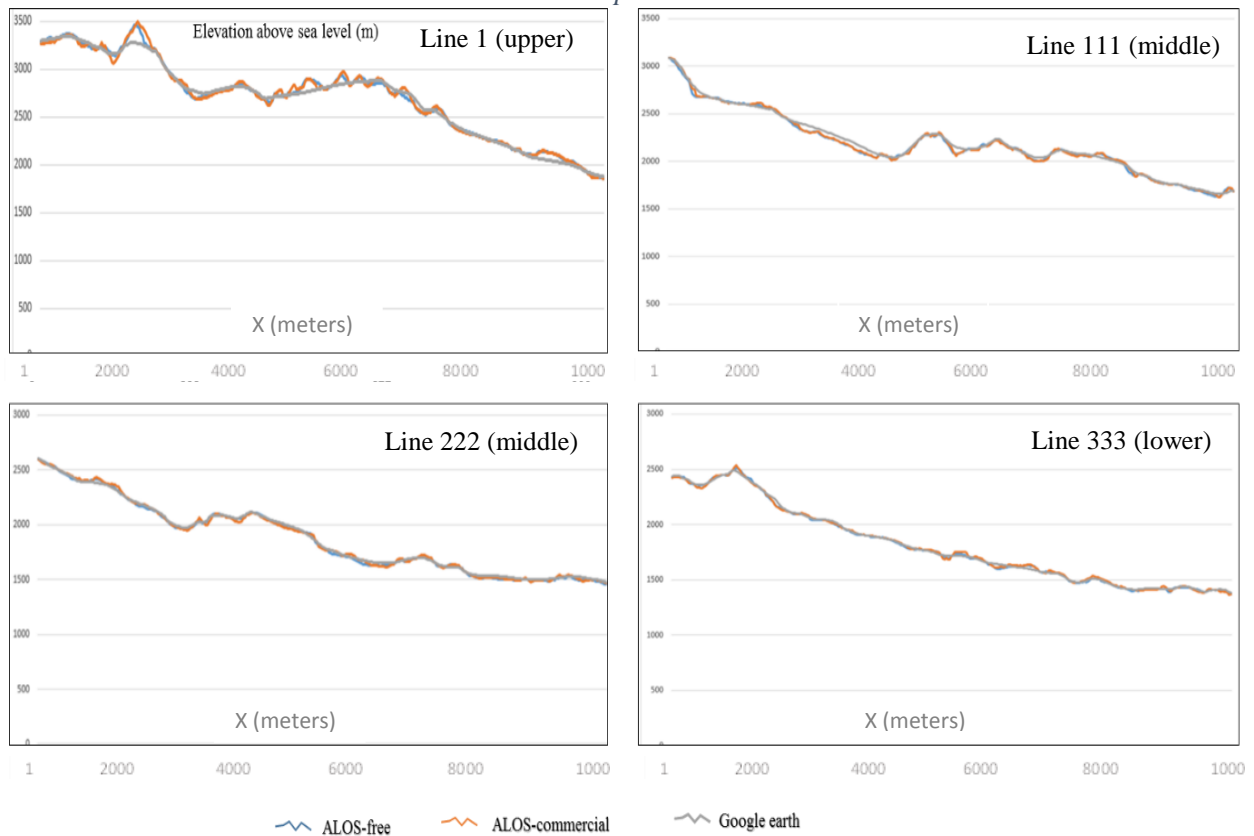 Elevation above sea level (m)
Line 1 (upper)
3500
3000
2500
2000
1500
1000
500
X (meters)
1 2000 4000 6000 8000 1000
Line 111 (middle)
3000
2500
2000
1500
1000
500
0
X (meters)
1 2000 4000 6000 8000 1000
Line 222 (middle)
3000
2500
2000
1500
1000
500
X (meters)
1 2000 4000 6000 8000 1000
Line 333 (lower)
3000
2500
2000
1500
1000
500
X (meters)
1 2000 4000 6000 8000 1000
ALOS-free ALOS-commercial Google earth